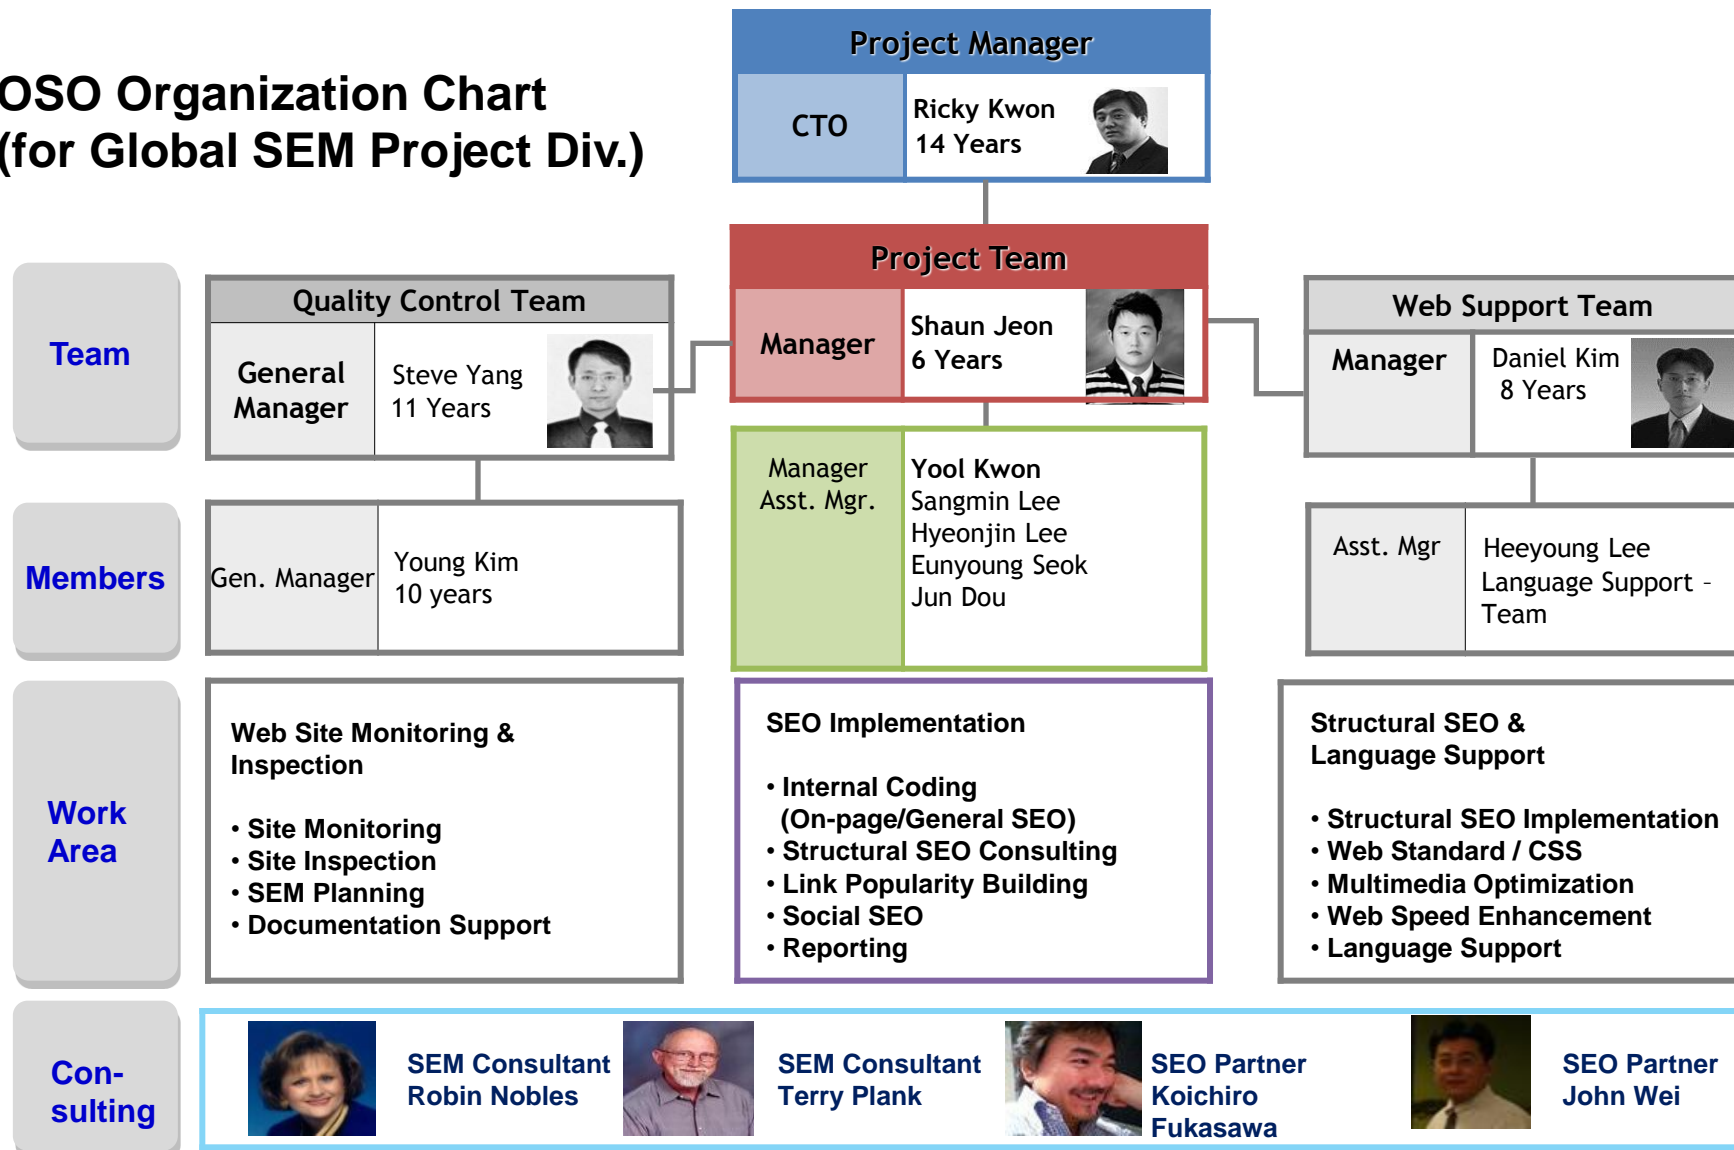 OSO Organization Chart
(for Global SEM Project Div.)
Project Manager
CTO
Ricky Kwon
14 Years
Project Team
Manager
Shaun Jeon
6 Years
Team
Quality Control Team
General
Manager
Steve Yang
11 Years
Web Support Team
Manager
Daniel Kim
8 Years
Members
Gen. Manager
Young Kim
10 years
Manager
Asst. Mgr.
Yool Kwon
Sangmin Lee
Hyeonjin Lee
Eunyoung Seok
Jun Dou
Asst. Mgr
Heeyoung Lee
Language Support –
Team
Work
Area
Web Site Monitoring &
Inspection
• Site Monitoring
• Site Inspection
• SEM Planning
• Documentation Support
SEO Implementation
• Internal Coding
(On-page/General SEO)
• Structural SEO Consulting
• Link Popularity Building
• Social SEO
• Reporting
Structural SEO &
Language Support
• Structural SEO Implementation
• Web Standard / CSS
• Multimedia Optimization
• Web Speed Enhancement
• Language Support
Con-
sulting
SEM Consultant
Robin Nobles
SEM Consultant
Terry Plank
SEO Partner
Koichiro
Fukasawa
SEO Partner
John Wei